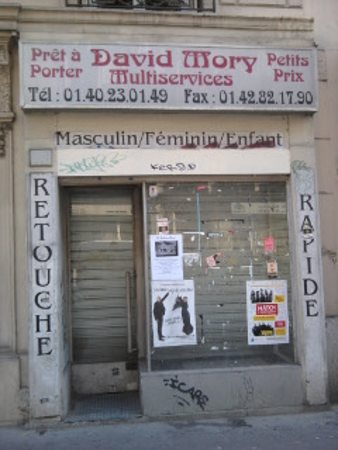 Prêt à Porter
David Mory
Multiservices
Petits Prix
Tél : 01.40.23.01.49 Fax : 01.42.82.17.90
Masculin/Féminin/Enfant
RETOUCHE
RAPIDE
ICARE